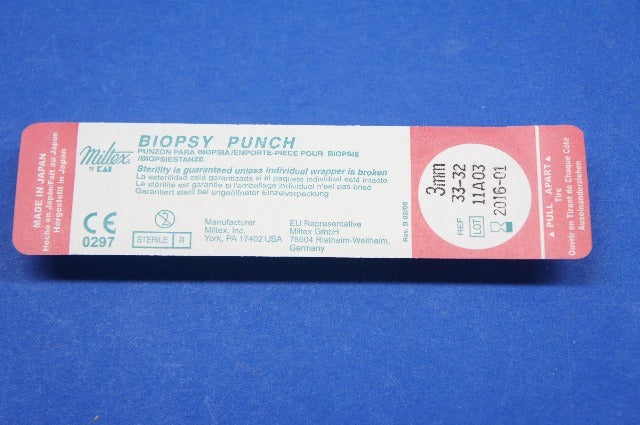 MADE IN JAPAN
Hecho en Japon/Fait au Japon
Hergestellt in Japan
Miltex
by KAI
BIOPSY PUNCH
PUNZON PARA BIOPSIA/EMPORTE-PIECE POUR BIOPSIE
/BIOPSIESTANZE
Sterility is guaranteed unless individual wrapper is broken
La esterilidad esta garantizada si el paquete individual está intacto
La stérilité est garantie si l'emballage individuel n'est pas brisé
Garantiert steril bei ungeöffneter Einzelverpackung
CE
0297
2
STERILE R
Manufacturer
Miltex, Inc.
York, PA 17402 USA
EU Representative
Miltex GmbH
78604 Rietheim-Weilheim,
Germany
3mm
REF 33-32
LOT 11A03
2016-01
▲ PULL APART ▲
Tire
Ouvrir en Tirant de Chaque Côté
Auseinanderziehen